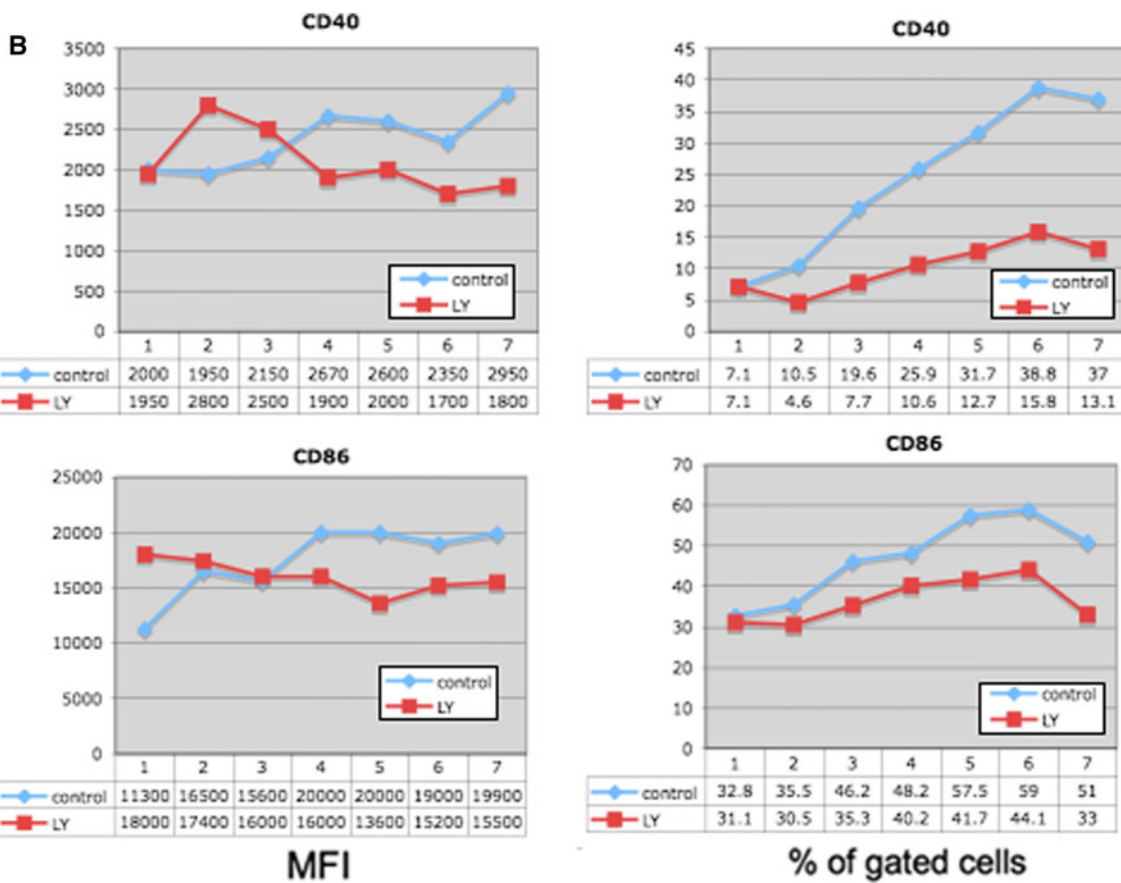 B
CD40
3500
3000
2500
2000
1500
1000
500
0
control
LY
1 2 3 4 5 6 7
control 2000 1950 2150 2670 2600 2350 2950
LY 1950 2800 2500 1900 2000 1700 1800
CD40
45
40
35
30
25
20
15
10
5
0
control
LY
1 2 3 4 5 6 7
control 7.1 10.5 19.6 25.9 31.7 38.8 37
LY 7.1 4.6 7.7 10.6 12.7 15.8 13.1
CD86
25000
20000
15000
10000
5000
0
control
LY
1 2 3 4 5 6 7
control 11300 16500 15600 20000 20000 19000 19900
LY 18000 17400 16000 16000 13600 15200 15500
MFI
CD86
70
60
50
40
30
20
10
0
control
LY
1 2 3 4 5 6 7
control 32.8 35.5 46.2 48.2 57.5 59 51
LY 31.1 30.5 35.3 40.2 41.7 44.1 33
% of gated cells